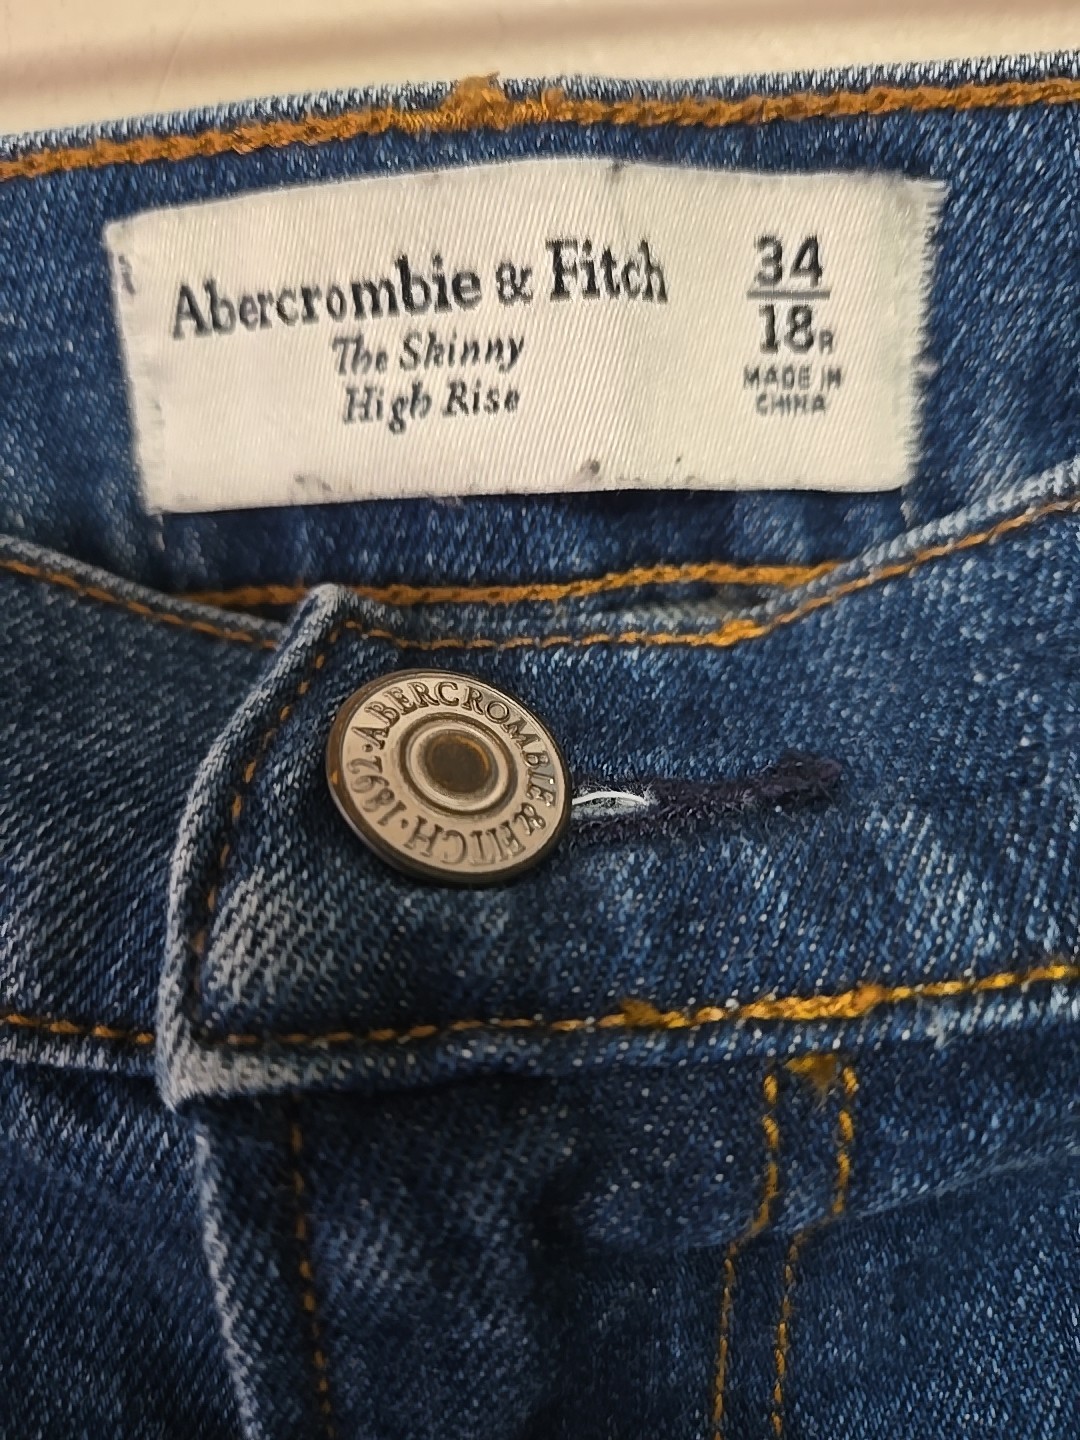 Abercrombie & Fitch
The Skinny
High Rise
34
18R
MADE IN
CHINA
ABERCROMBIE & FITCH · 1892 ·